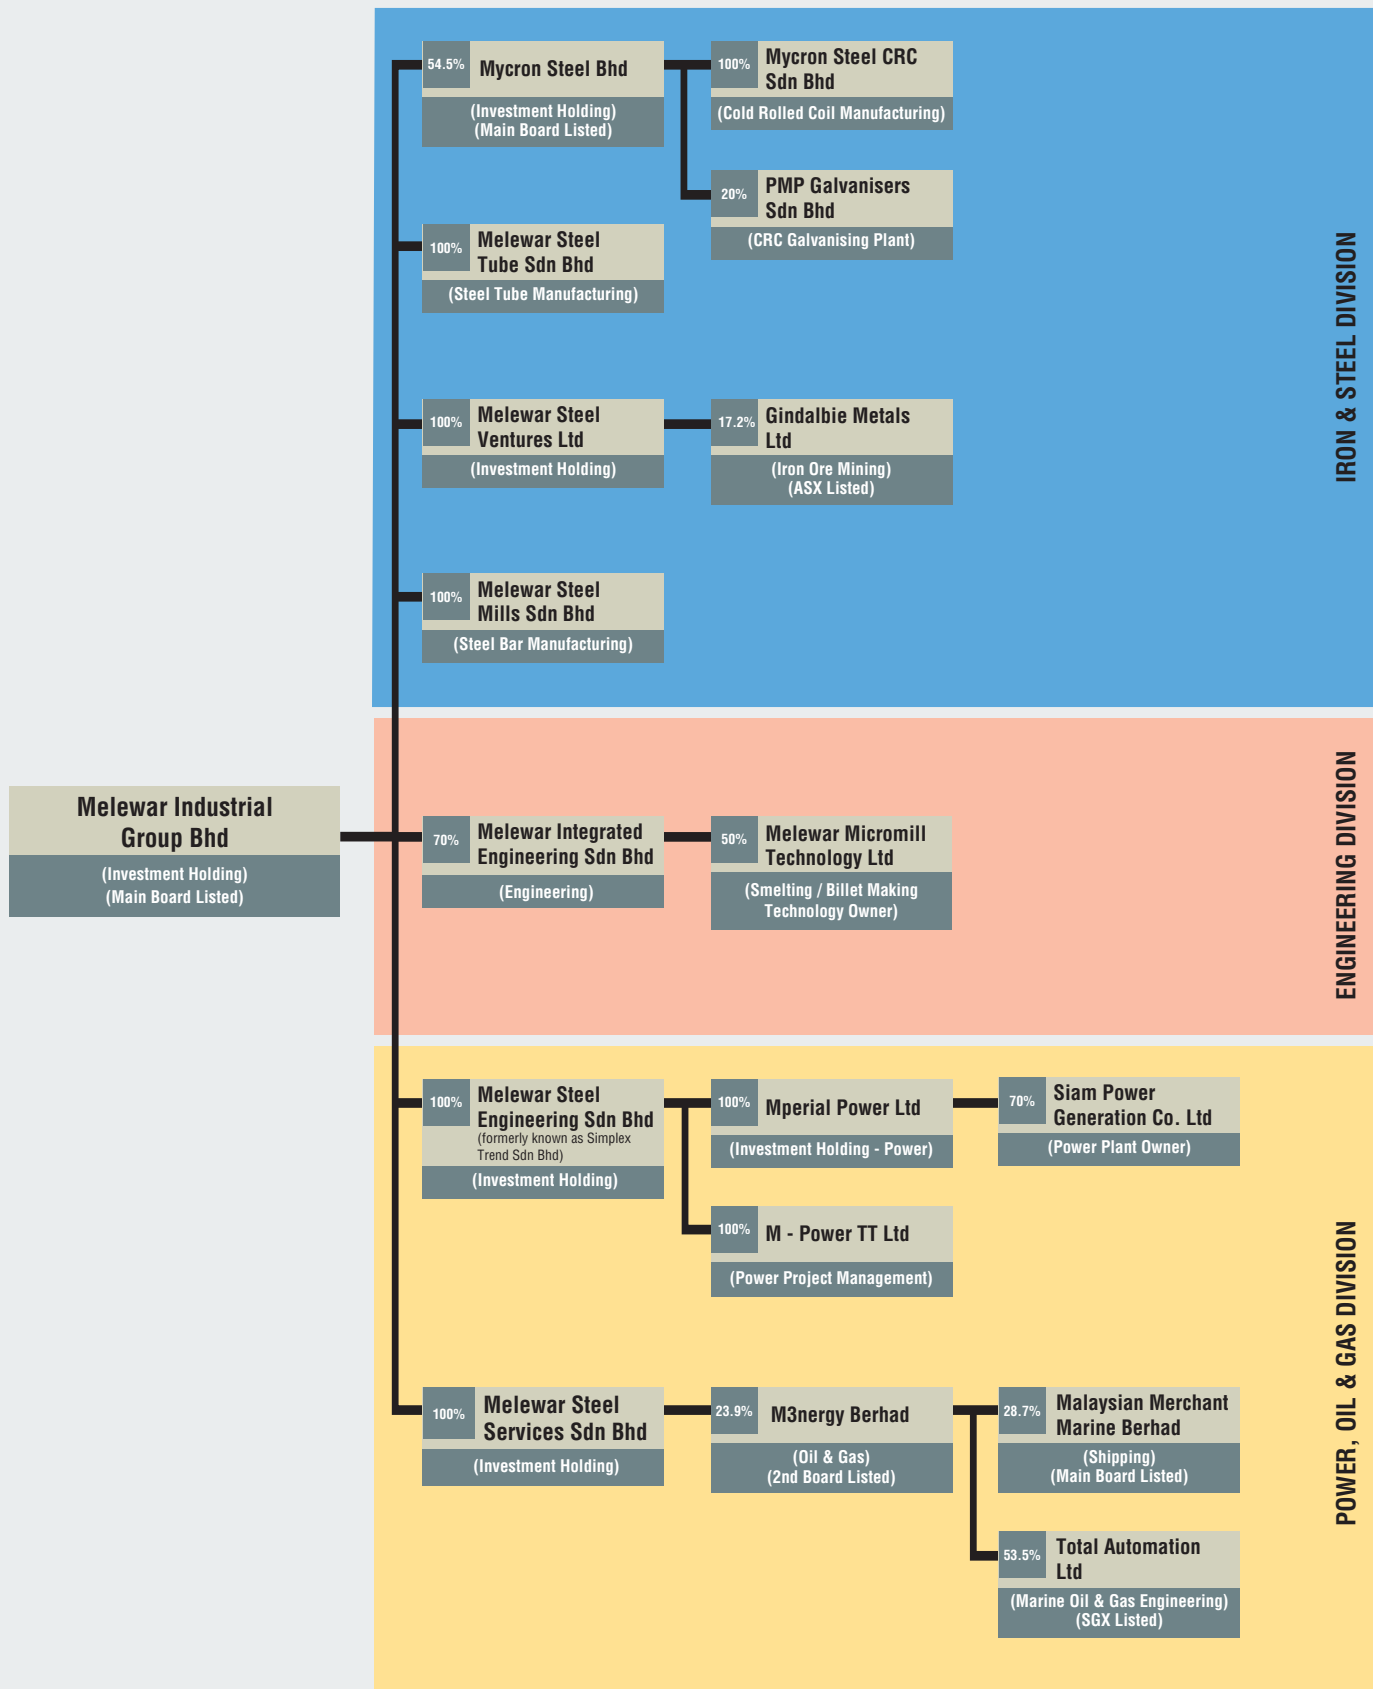 Melewar Industrial
Group Bhd
(Investment Holding)
(Main Board Listed)
IRON & STEEL DIVISION
54.5%
Mycron Steel Bhd
(Investment Holding)
(Main Board Listed)
100%
Mycron Steel CRC
Sdn Bhd
(Cold Rolled Coil Manufacturing)
20%
PMP Galvanisers
Sdn Bhd
(CRC Galvanising Plant)
100%
Melewar Steel
Tube Sdn Bhd
(Steel Tube Manufacturing)
100%
Melewar Steel
Ventures Ltd
(Investment Holding)
17.2%
Gindalbie Metals
Ltd
(Iron Ore Mining)
(ASX Listed)
100%
Melewar Steel
Mills Sdn Bhd
(Steel Bar Manufacturing)
ENGINEERING DIVISION
70%
Melewar Integrated
Engineering Sdn Bhd
(Engineering)
50%
Melewar Micromill
Technology Ltd
(Smelting / Billet Making
Technology Owner)
POWER, OIL & GAS DIVISION
100%
Melewar Steel
Engineering Sdn Bhd
(formerly known as Simplex
Trend Sdn Bhd)
(Investment Holding)
100%
Mperial Power Ltd
(Investment Holding - Power)
70%
Siam Power
Generation Co. Ltd
(Power Plant Owner)
100%
M - Power TT Ltd
(Power Project Management)
100%
Melewar Steel
Services Sdn Bhd
(Investment Holding)
23.9%
M3nergy Berhad
(Oil & Gas)
(2nd Board Listed)
28.7%
Malaysian Merchant
Marine Berhad
(Shipping)
(Main Board Listed)
53.5%
Total Automation
Ltd
(Marine Oil & Gas Engineering)
(SGX Listed)